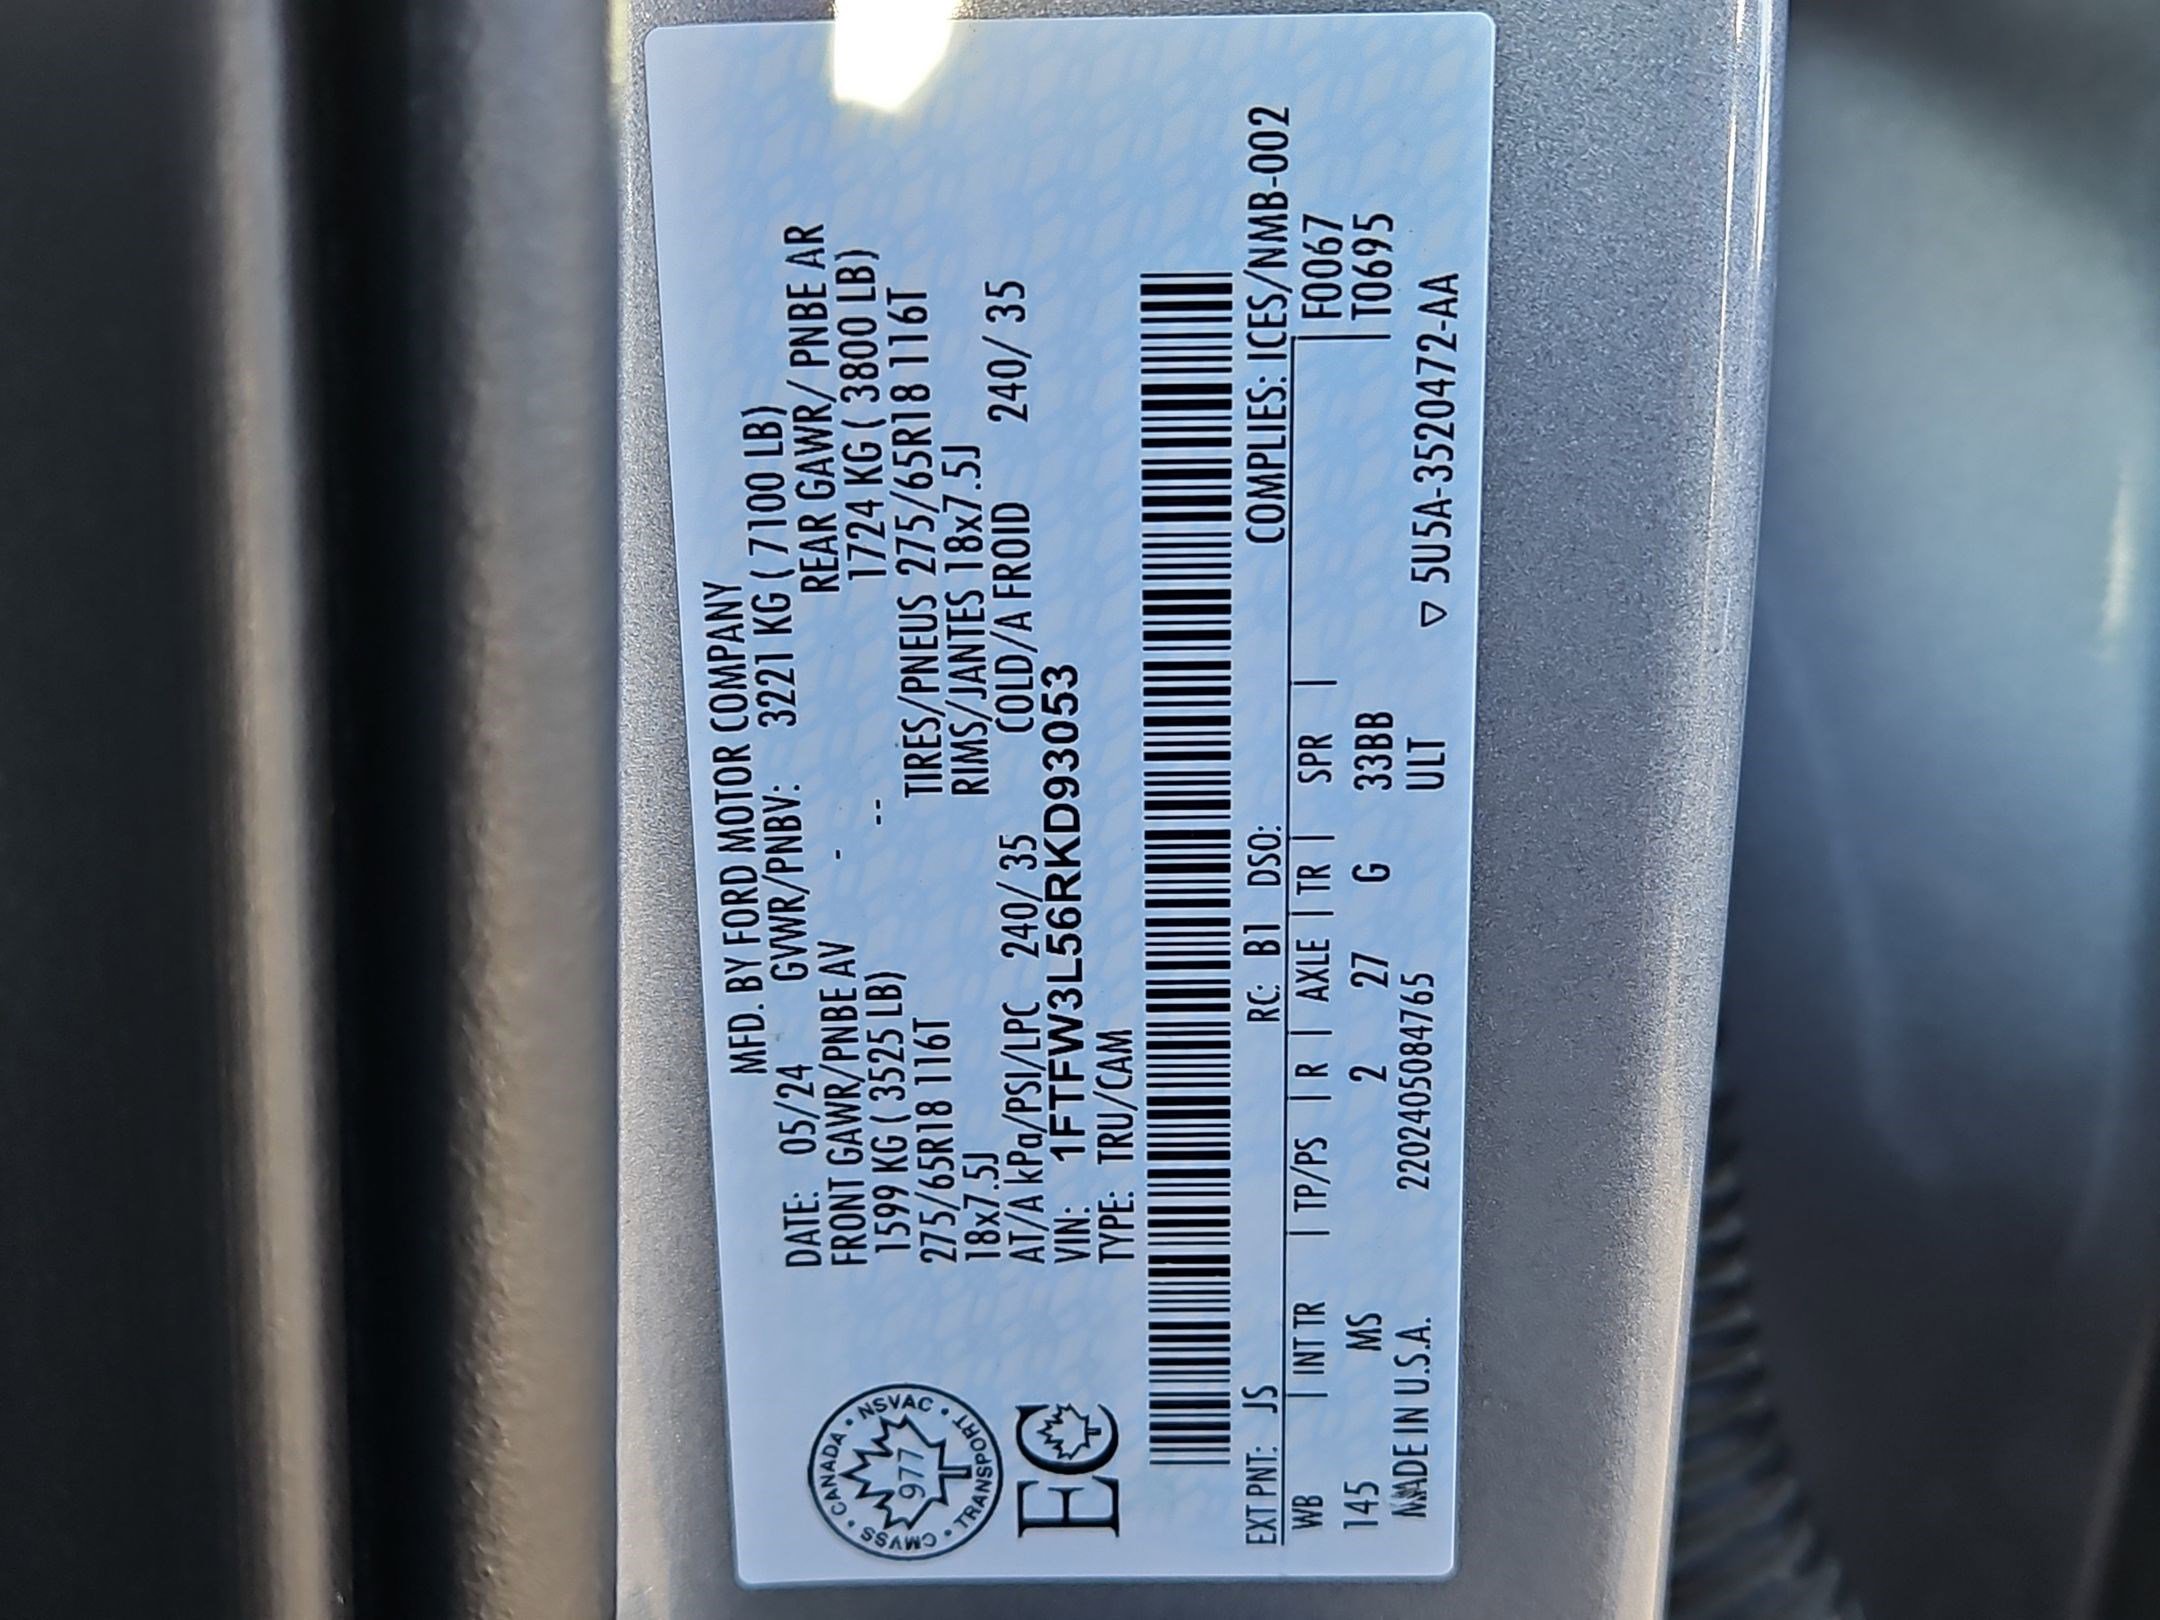 MFD. BY FORD MOTOR COMPANY
DATE: 05/24 GVWR/PNBV: 3221 KG ( 7100 LB)
FRONT GAWR/PNBE AV - REAR GAWR/ PNBE AR
1599 KG ( 3525 LB) -- 1724 KG ( 3800 LB)
275/65R18 116T TIRES/PNEUS 275/65R18 116T
18x7.5J RIMS/JANTES 18x7.5J
AT/A kPa/PSI/LPC 240/ 35 COLD/A FROID 240/ 35
VIN: 1FTFW3L56RKD93053
TYPE: TRU/CAM
CANADA • NSVAC • TRANSPORT • CMVSS •
977
EC
EXT PNT: JS RC: B1 DSO: COMPLIES: ICES/NMB-002
WB | INT TR | TP/PS | R | AXLE | TR | SPR | | F0067
145 MS 2 27 G 33BB | T0695
MADE IN U.S.A. 2202405084765 ULT ▽ 5U5A-3520472-AA